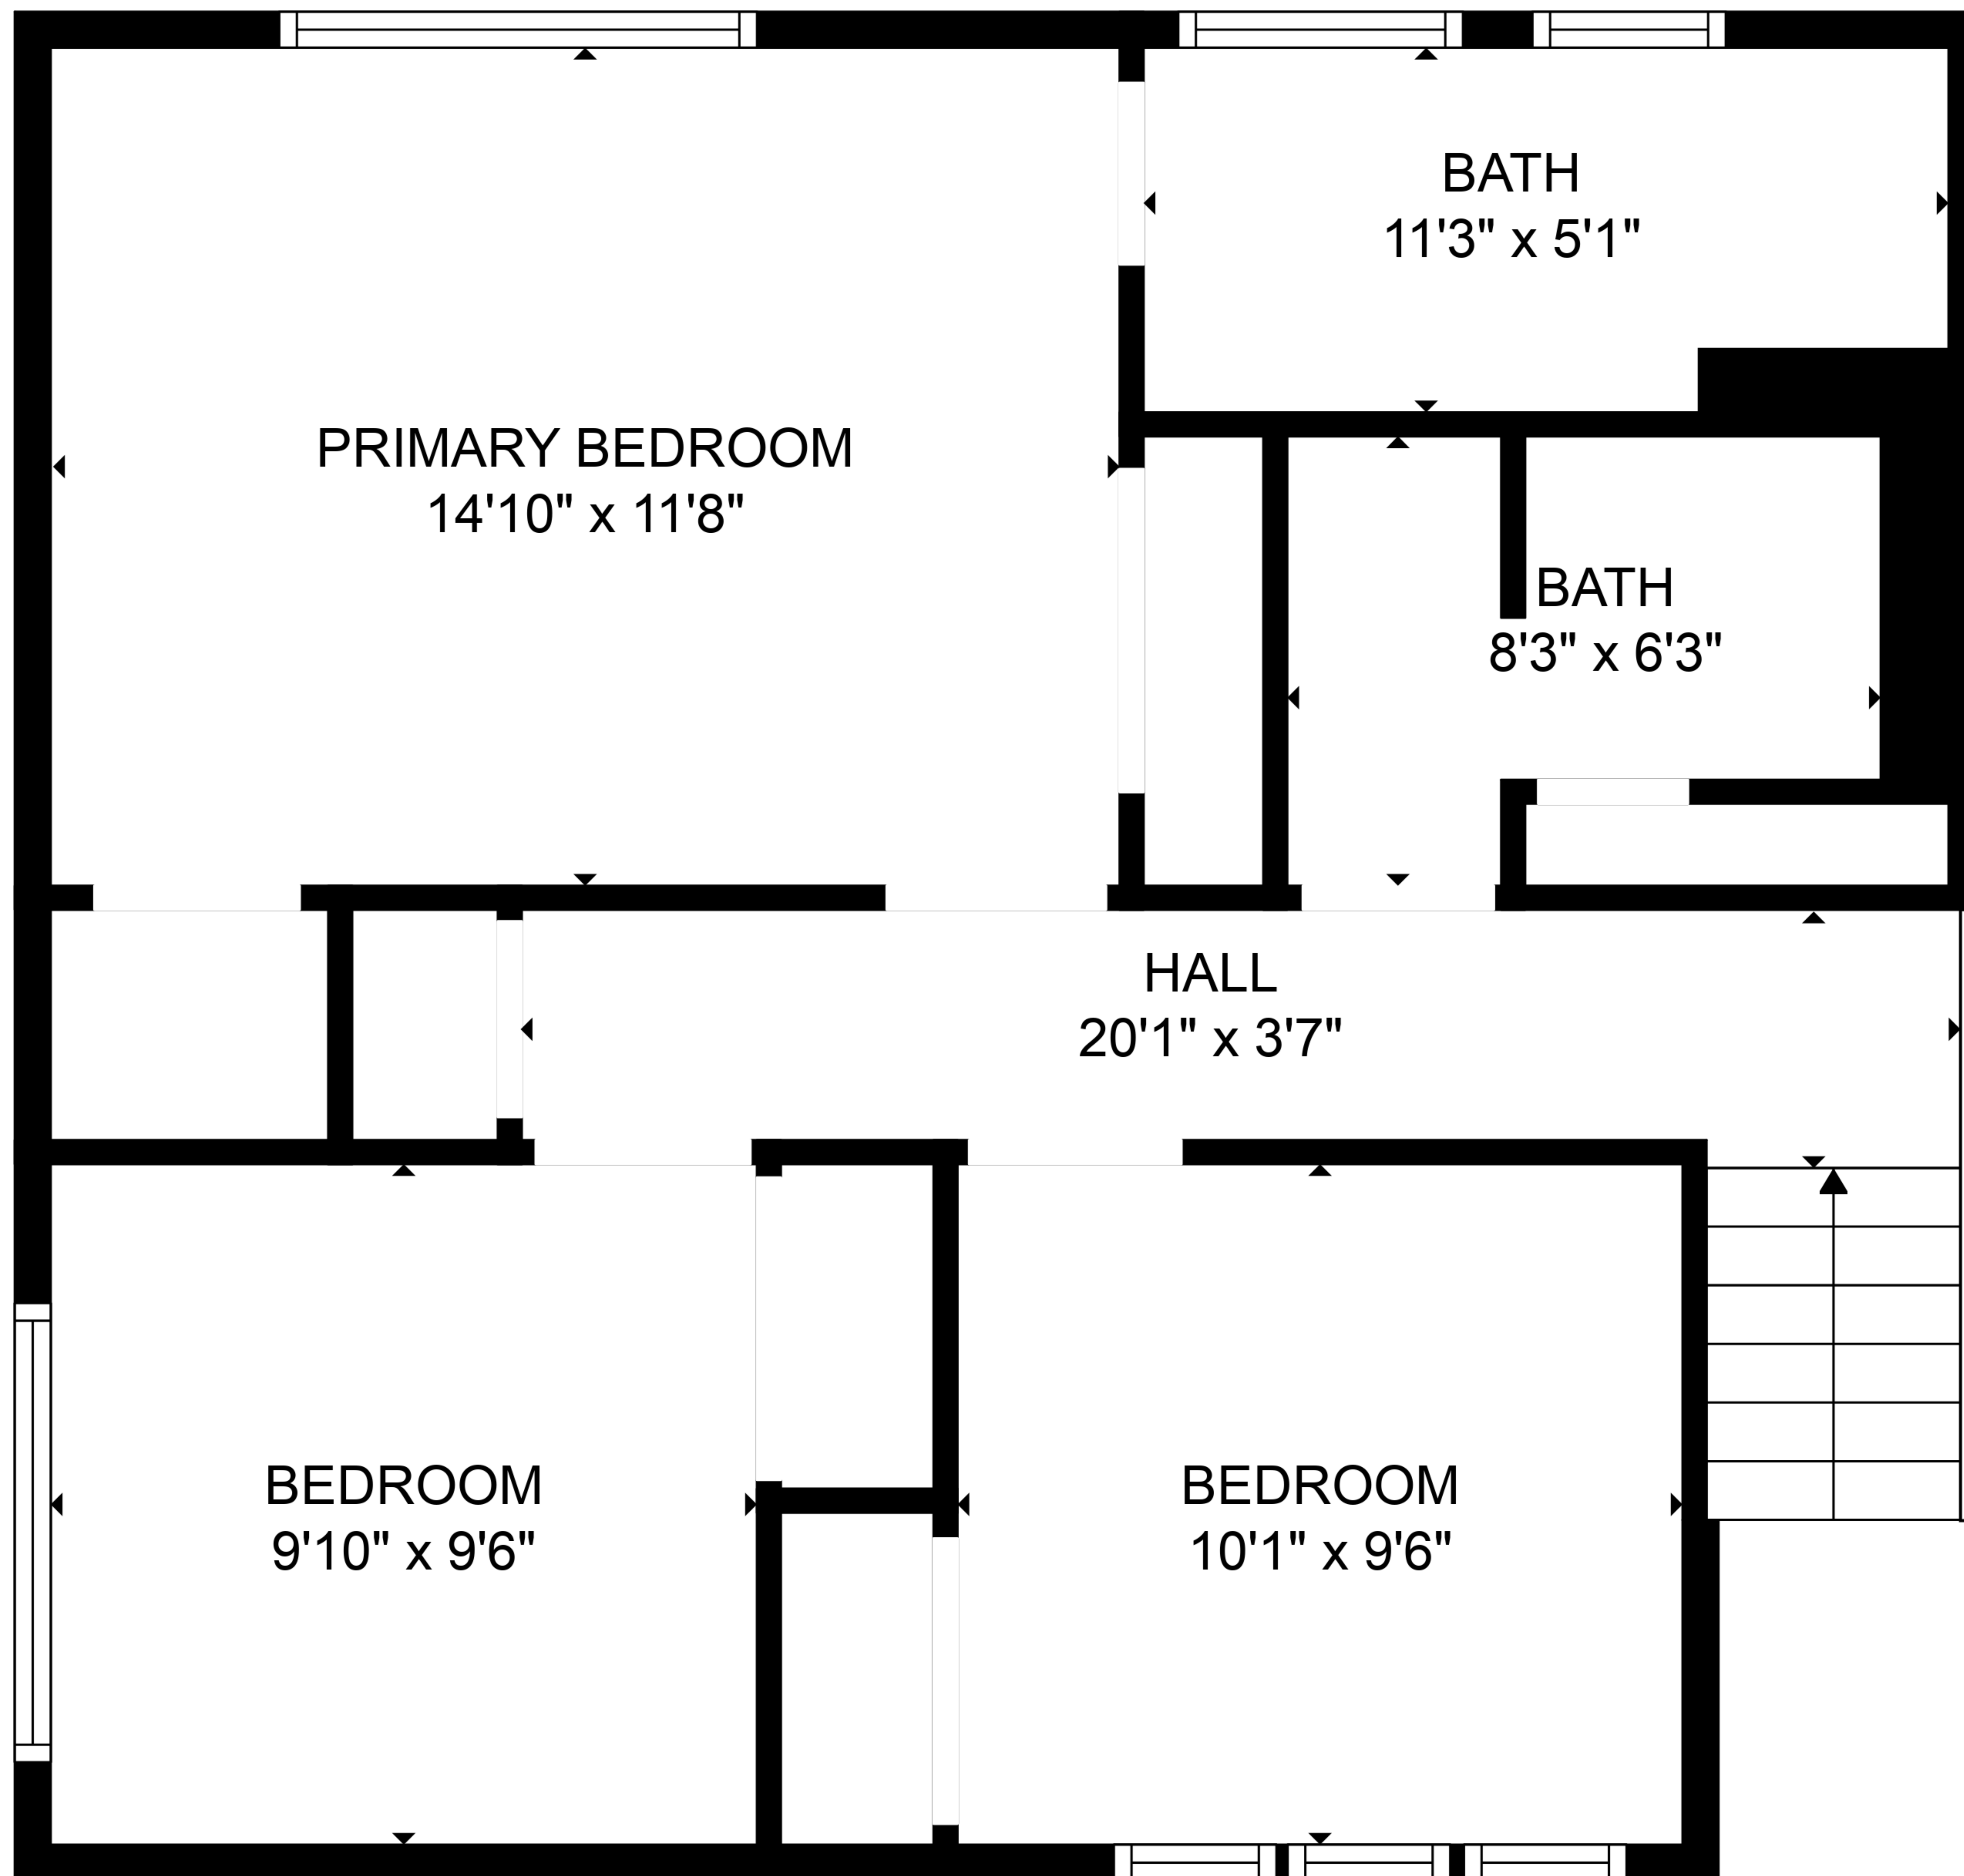 BATH
11'3" x 5'1"
PRIMARY BEDROOM
14'10" x 11'8"
BATH
8'3" x 6'3"
HALL
20'1" x 3'7"
BEDROOM
9'10" x 9'6"
BEDROOM
10'1" x 9'6"